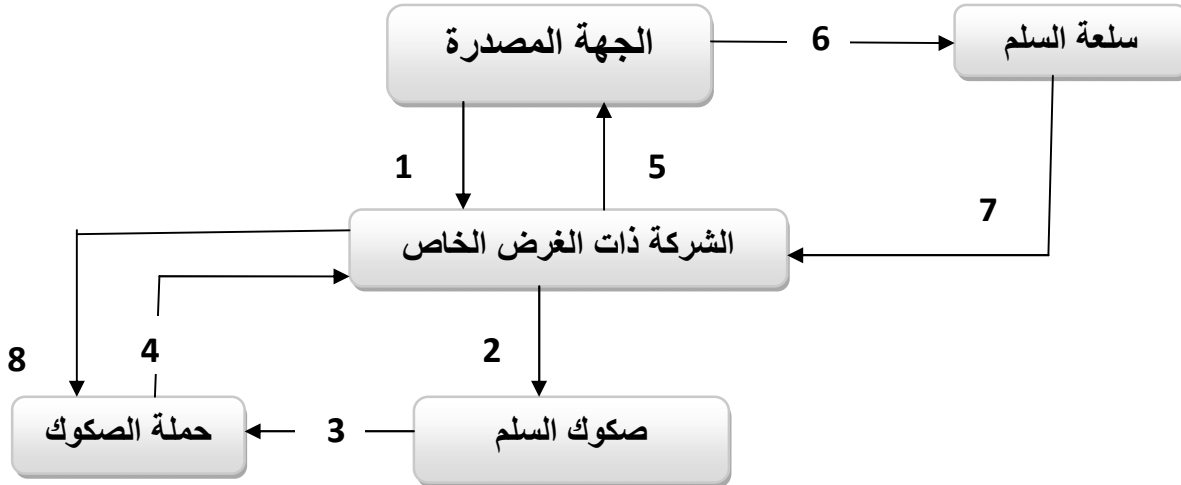 الجهة المصدرة
6
سلعة السلم
1
5
7
الشركة ذات الغرض الخاص
8
4
2
حملة الصكوك
3
صكوك السلم